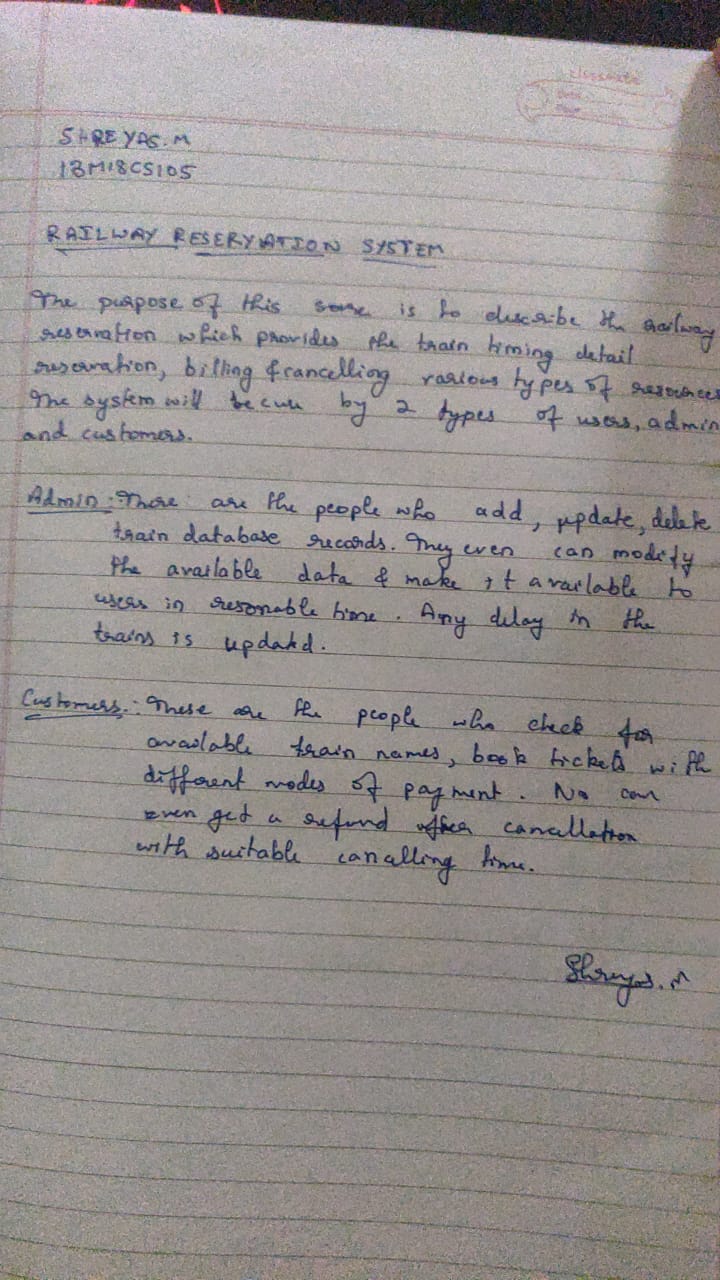 classmate
Date
Page
SHREYAS.M
1BM18CS105
RAILWAY RESERVATION SYSTEM
The purpose of this is to describe the railway
reservation which provides the train timing detail
reservation, billing & cancelling various types of
The system will be by 2 types of users, admin
and customers.
Admin: There are the people who add, update, delete
train database records. They even can modify
the available data & make it available to
users in resonable time. Any delay in the
trains is updated.
Customers: These are the people who check for
available train names, book tickets with
different modes of payment. No can
even get a refund after cancellation
with suitable canalling time.
Shreyas.M